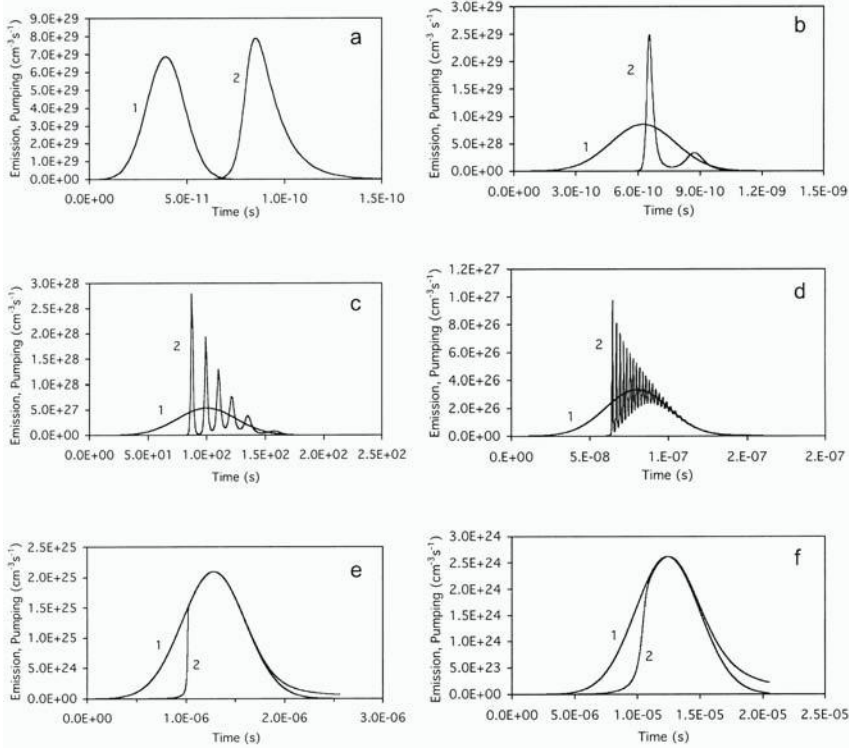 a
Emission, Pumping (cm⁻³s⁻¹)
9.0E+29
8.0E+29
7.0E+29
6.0E+29
5.0E+29
4.0E+29
3.0E+29
2.0E+29
1.0E+29
0.0E+00
1
2
0.0E+00 5.0E-11 1.0E-10 1.5E-10
Time (s)
b
Emission, Pumping (cm⁻³ s⁻¹)
3.0E+29
2.5E+29
2.0E+29
1.5E+29
1.0E+29
5.0E+28
0.0E+00
2
1
0.0E+00 3.0E-10 6.0E-10 9.0E-10 1.2E-09 1.5E-09
Time (s)
c
Emission, Pumping (cm⁻³s⁻¹)
3.0E+28
2.5E+28
2.0E+28
1.5E+28
1.0E+28
5.0E+27
0.0E+00
2
1
0.0E+00 5.0E+01 1.0E+02 1.5E+02 2.0E+02 2.5E+02
Time (s)
d
Emission, Pumping (cm⁻³s⁻¹)
1.2E+27
1.0E+27
8.0E+26
6.0E+26
4.0E+26
2.0E+26
0.0E+00
2
1
0.E+00 5.E-08 1.E-07 2.E-07 2.E-07
Time (s)
e
Emission, Pumping (cm⁻³s⁻¹)
2.5E+25
2.0E+25
1.5E+25
1.0E+25
5.0E+24
0.0E+00
1
2
0.0E+00 1.0E-06 2.0E-06 3.0E-06
Time (s)
f
Emission, Pumping (cm⁻³s⁻¹)
3.0E+24
2.5E+24
2.0E+24
1.5E+24
1.0E+24
5.0E+23
0.0E+00
1
2
0.0E+00 5.0E-06 1.0E-05 1.5E-05 2.0E-05 2.5E-05
Time (s)